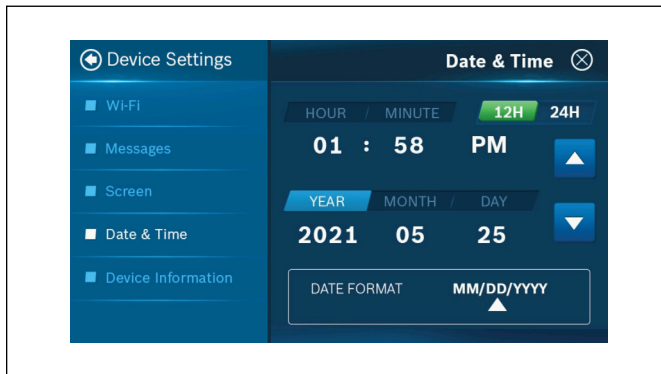 Device Settings
Wi-Fi
Messages
Screen
Date & Time
Device Information
Date & Time
HOUR / MINUTE
12H 24H
01 : 58 PM
YEAR MONTH / DAY
2021 05 25
DATE FORMAT MM/DD/YYYY